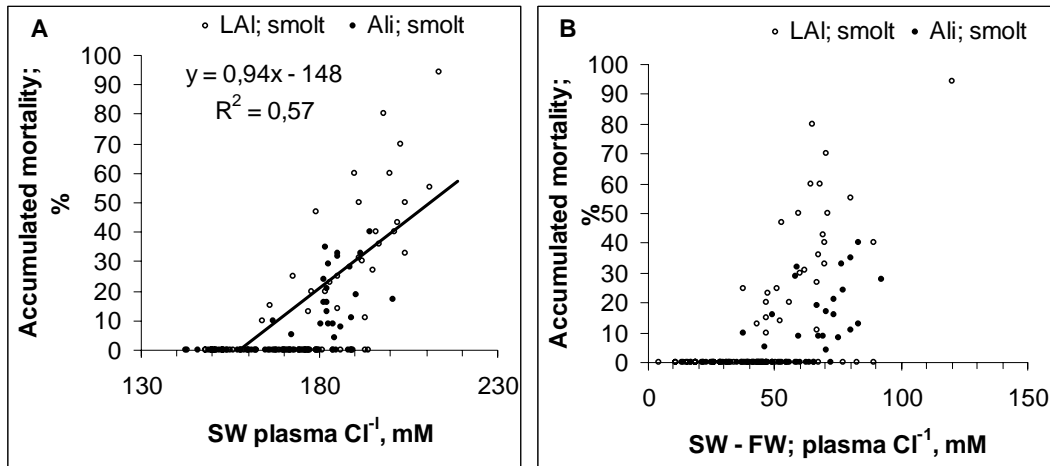 A
LAl; smolt
Ali; smolt
y = 0,94x - 148
R² = 0,57
Accumulated mortality;
%
100
90
80
70
60
50
40
30
20
10
0
130
180
230
SW plasma Cl⁻ˡ, mM
B
LAl; smolt
Ali; smolt
Accumulated mortality;
%
100
90
80
70
60
50
40
30
20
10
0
0
50
100
150
SW - FW; plasma Cl⁻¹, mM